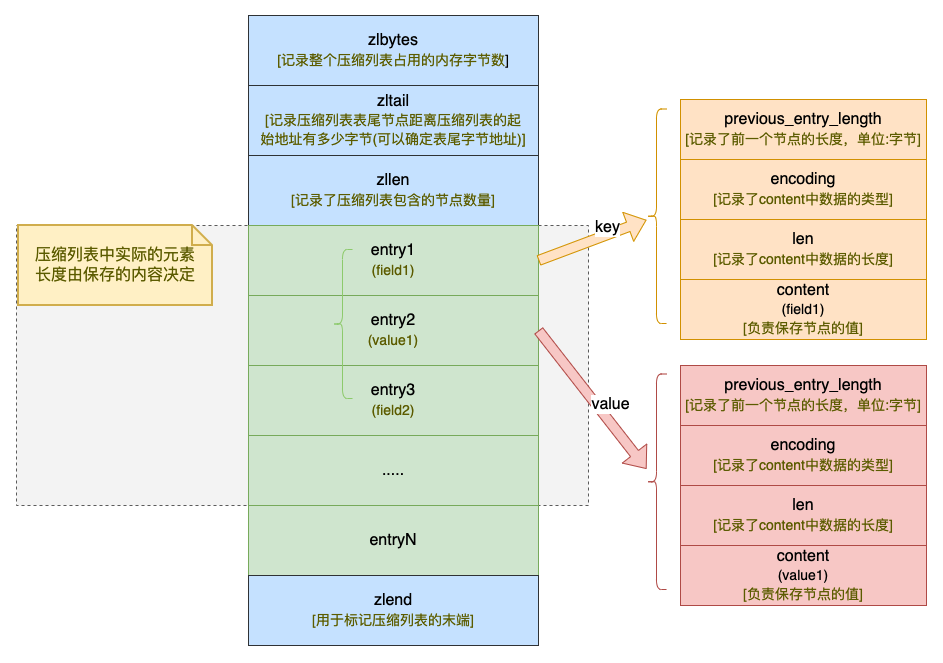 zlbytes
[记录整个压缩列表占用的内存字节数]
zltail
[记录压缩列表表尾节点距离压缩列表的起
始地址有多少字节(可以确定表尾字节地址)]
zllen
[记录了压缩列表包含的节点数量]
压缩列表中实际的元素
长度由保存的内容决定
entry1
(field1)
entry2
(value1)
entry3
(field2)
.....
entryN
zlend
[用于标记压缩列表的末端]
key
previous_entry_length
[记录了前一个节点的长度，单位:字节]
encoding
[记录了content中数据的类型]
len
[记录了content中数据的长度]
content
(field1)
[负责保存节点的值]
value
previous_entry_length
[记录了前一个节点的长度，单位:字节]
encoding
[记录了content中数据的类型]
len
[记录了content中数据的长度]
content
(value1)
[负责保存节点的值]